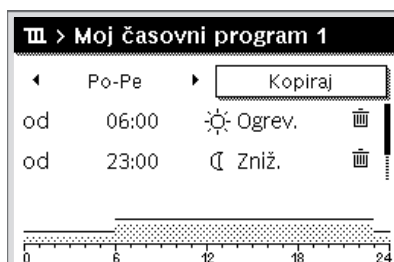 > Moj časovni program 1
Po-Pe Kopiraj
od 06:00 Ogrev.
od 23:00 Zniž.
0 6 12 18 24